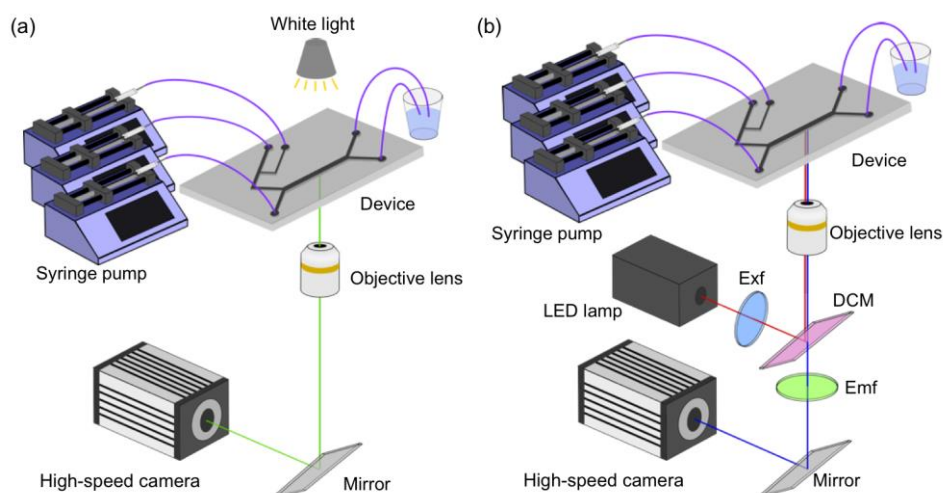 (a)
White light
Device
Syringe pump
Objective lens
High-speed camera
Mirror
(b)
Device
Syringe pump
Objective lens
LED lamp
Exf
DCM
Emf
High-speed camera
Mirror